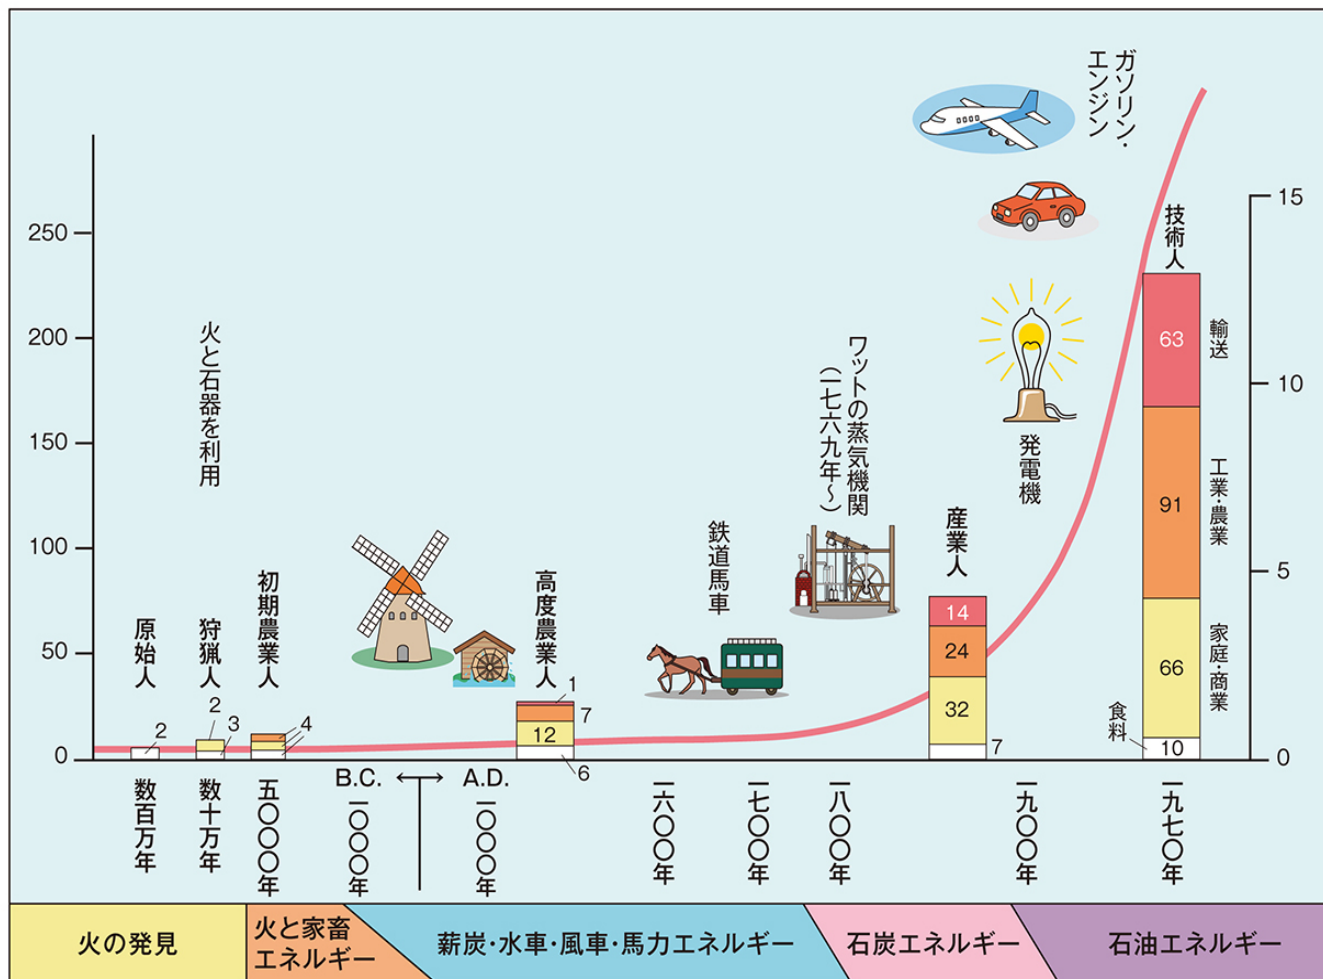 250
200
150
100
50
0
15
10
5
0
火と石器を利用
ワットの蒸気機関
(一七六九年〜)
ガソリン・
エンジン
発電機
鉄道馬車
原始人
2
狩猟人
2
3
初期農業人
4
高度農業人
1
7
12
6
産業人
14
24
32
7
技術人
63
91
66
10
輸送
工業・農業
家庭・商業
食料
数百万年
数十万年
五〇〇〇年
B.C.
A.D.
一〇〇〇年
一〇〇〇年
一六〇〇年
一七〇〇年
一八〇〇年
一九〇〇年
一九七〇年
火の発見
火と家畜
エネルギー
薪炭・水車・風車・馬力エネルギー
石炭エネルギー
石油エネルギー